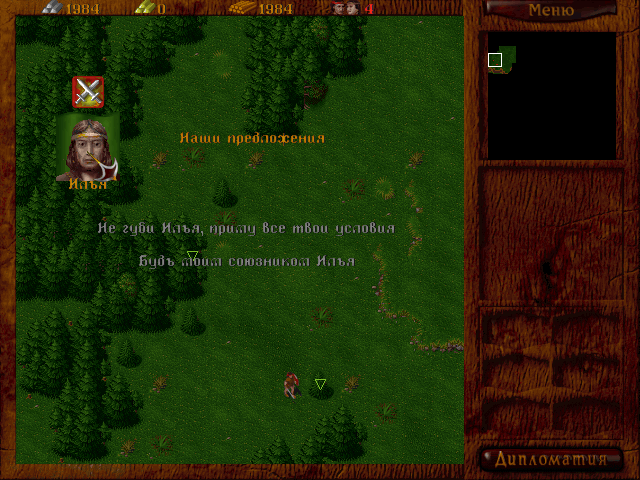 1984 0 1984 4
Меню
Илья
Наши предложения
Не губи Илья, приму все твои условия
Будь моим союзником Илья
Дипломатия